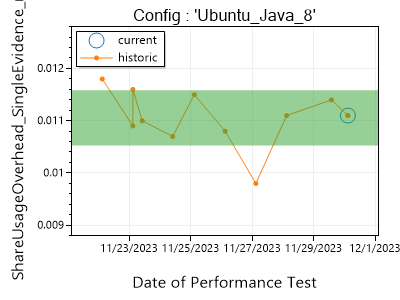 Config : 'Ubuntu_Java_8'
current
historic
ShareUsageOverhead_SingleEvidence_
0.012
0.011
0.01
0.009
11/23/2023
11/25/2023
11/27/2023
11/29/2023
12/1/2023
Date of Performance Test